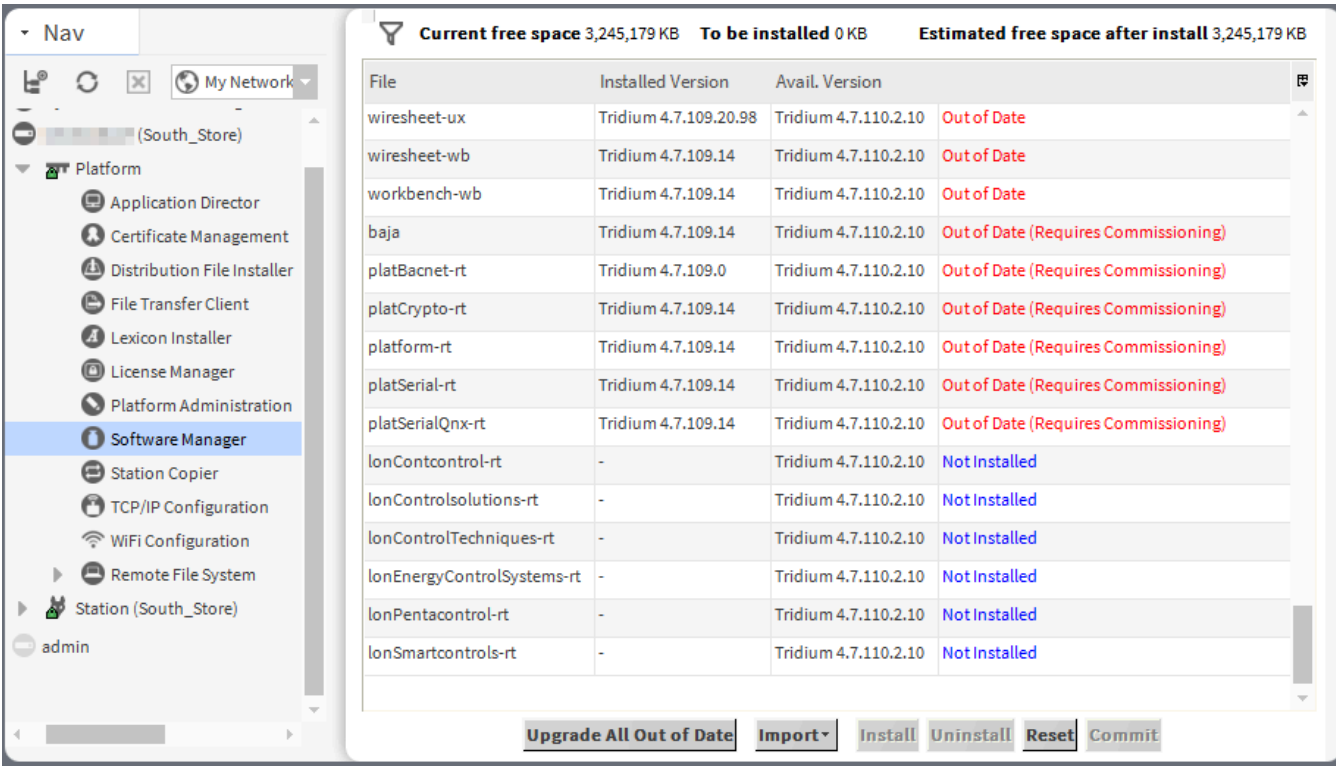 Nav
My Network
(South_Store)
Platform
Application Director
Certificate Management
Distribution File Installer
File Transfer Client
Lexicon Installer
License Manager
Platform Administration
Software Manager
Station Copier
TCP/IP Configuration
WiFi Configuration
Remote File System
Station (South_Store)
admin
Current free space 3,245,179 KB To be installed 0 KB Estimated free space after install 3,245,179 KB
File Installed Version Avail. Version
wiresheet-ux Tridium 4.7.109.20.98 Tridium 4.7.110.2.10 Out of Date
wiresheet-wb Tridium 4.7.109.14 Tridium 4.7.110.2.10 Out of Date
workbench-wb Tridium 4.7.109.14 Tridium 4.7.110.2.10 Out of Date
baja Tridium 4.7.109.14 Tridium 4.7.110.2.10 Out of Date (Requires Commissioning)
platBacnet-rt Tridium 4.7.109.0 Tridium 4.7.110.2.10 Out of Date (Requires Commissioning)
platCrypto-rt Tridium 4.7.109.14 Tridium 4.7.110.2.10 Out of Date (Requires Commissioning)
platform-rt Tridium 4.7.109.14 Tridium 4.7.110.2.10 Out of Date (Requires Commissioning)
platSerial-rt Tridium 4.7.109.14 Tridium 4.7.110.2.10 Out of Date (Requires Commissioning)
platSerialQnx-rt Tridium 4.7.109.14 Tridium 4.7.110.2.10 Out of Date (Requires Commissioning)
lonContcontrol-rt - Tridium 4.7.110.2.10 Not Installed
lonControlsolutions-rt - Tridium 4.7.110.2.10 Not Installed
lonControlTechniques-rt - Tridium 4.7.110.2.10 Not Installed
lonEnergyControlSystems-rt - Tridium 4.7.110.2.10 Not Installed
lonPentacontrol-rt - Tridium 4.7.110.2.10 Not Installed
lonSmartcontrols-rt - Tridium 4.7.110.2.10 Not Installed
Upgrade All Out of Date Import Install Uninstall Reset Commit